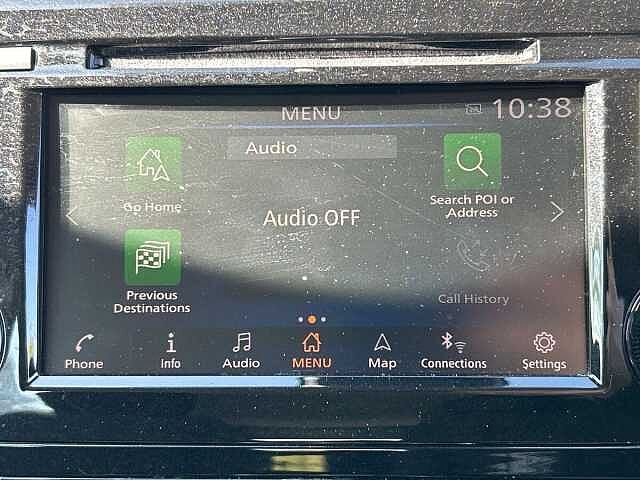 MENU
10:38
Audio
Go Home
Audio OFF
Search POI or
Address
Previous
Destinations
Call History
Phone
Info
Audio
MENU
Map
Connections
Settings